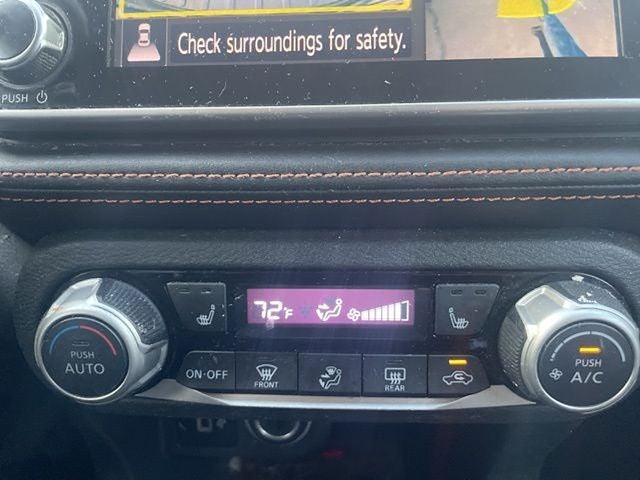 Check surroundings for safety.
PUSH
72°F
PUSH
AUTO
ON·OFF
FRONT
REAR
PUSH
A/C